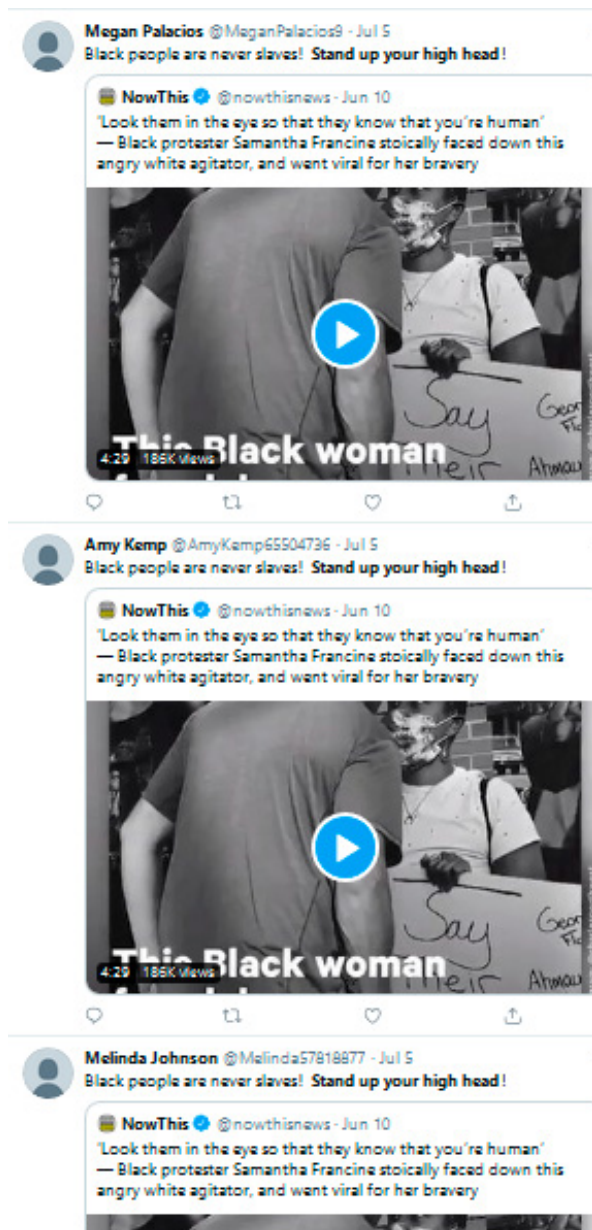 Megan Palacios @MeganPalacios9 · Jul 5
Black people are never slaves! Stand up your high head!
NowThis @nowthisnews · Jun 10
'Look them in the eye so that they know that you're human'
— Black protester Samantha Francine stoically faced down this
angry white agitator, and went viral for her bravery
Say
Their
Ahmau
This Black woman
4:29 186K views
Amy Kemp @AmyKemp65504736 · Jul 5
Black people are never slaves! Stand up your high head!
NowThis @nowthisnews · Jun 10
'Look them in the eye so that they know that you're human'
— Black protester Samantha Francine stoically faced down this
angry white agitator, and went viral for her bravery
Say
Their
Ahmau
This Black woman
4:29 186K views
Melinda Johnson @Melinda57818877 · Jul 5
Black people are never slaves! Stand up your high head!
NowThis @nowthisnews · Jun 10
'Look them in the eye so that they know that you're human'
— Black protester Samantha Francine stoically faced down this
angry white agitator, and went viral for her bravery